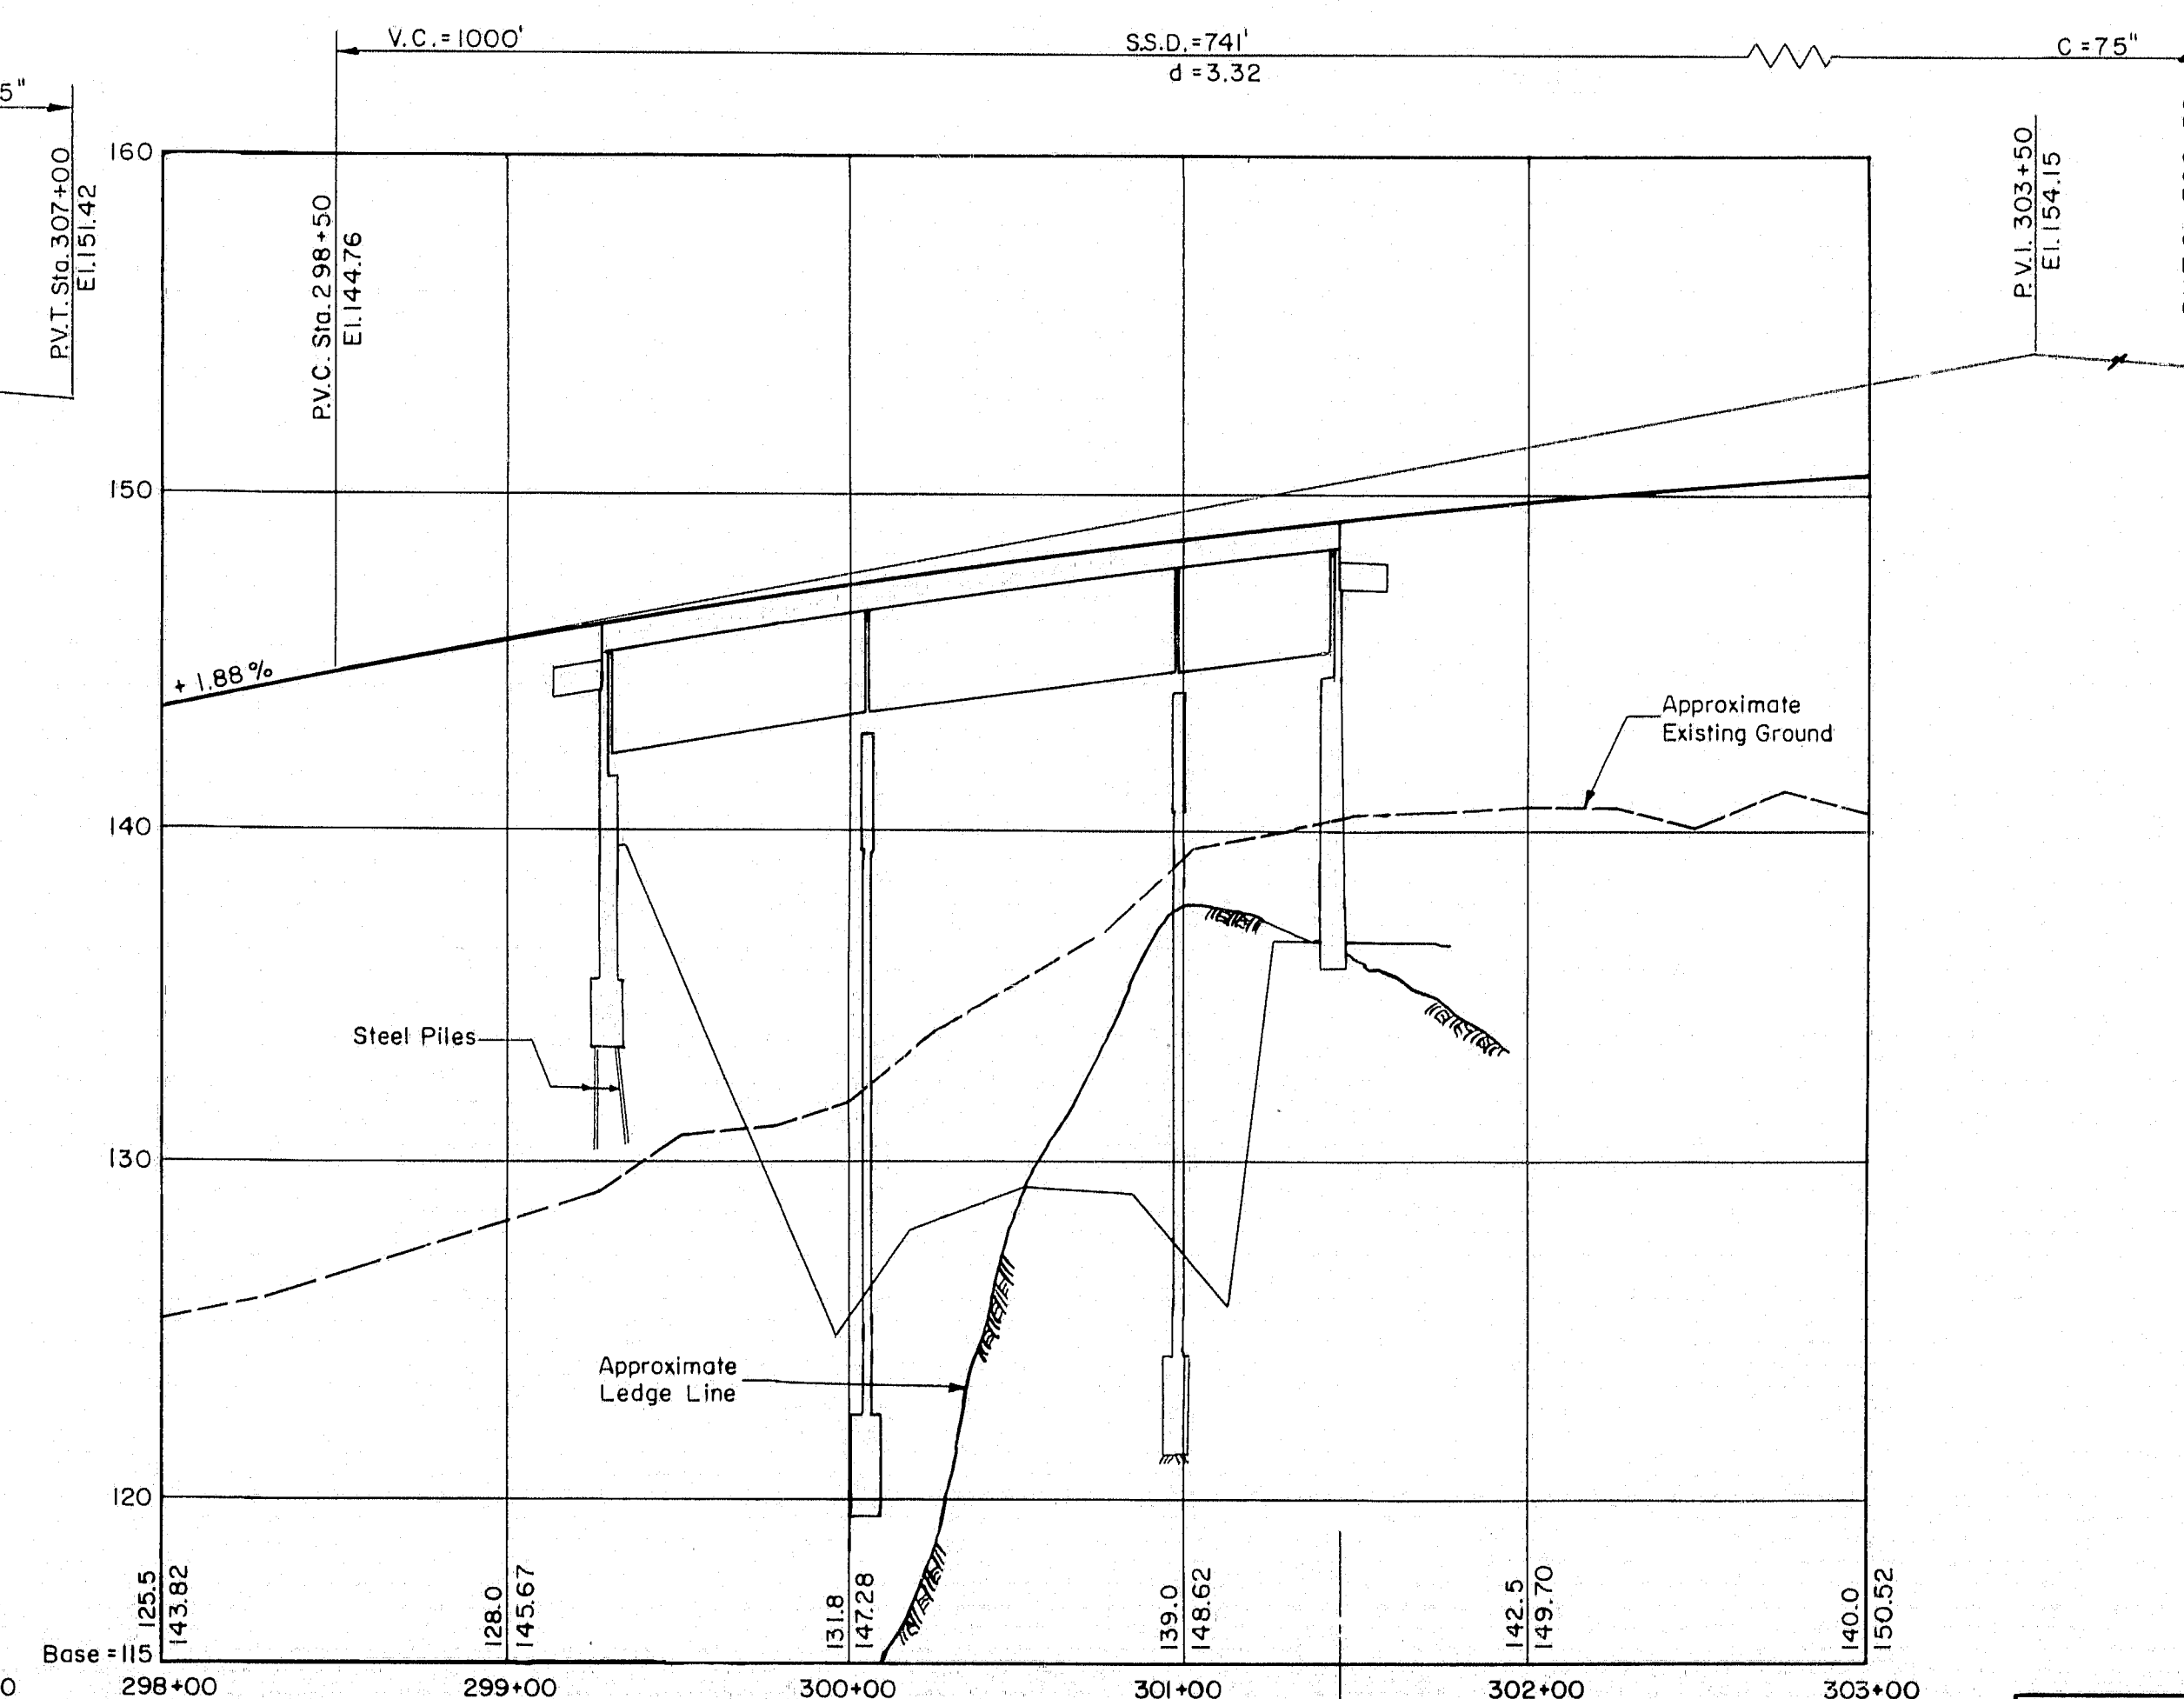 V.C. = 1000'
S.S.D. = 741'
d = 3.32
C = 75"
5"
P.V.T. Sta. 307+00
El. 151.42
P.V.C. Sta. 298+50
El. 144.76
P.V.I. 303+50
El. 154.15
160
150
+ 1.88 %
Approximate
Existing Ground
140
Steel Piles
130
Approximate
Ledge Line
120
125.5
143.82
128.0
145.67
131.8
147.28
139.0
148.62
142.5
149.70
140.0
150.52
Base = 115
0
298+00
299+00
300+00
301+00
302+00
303+00